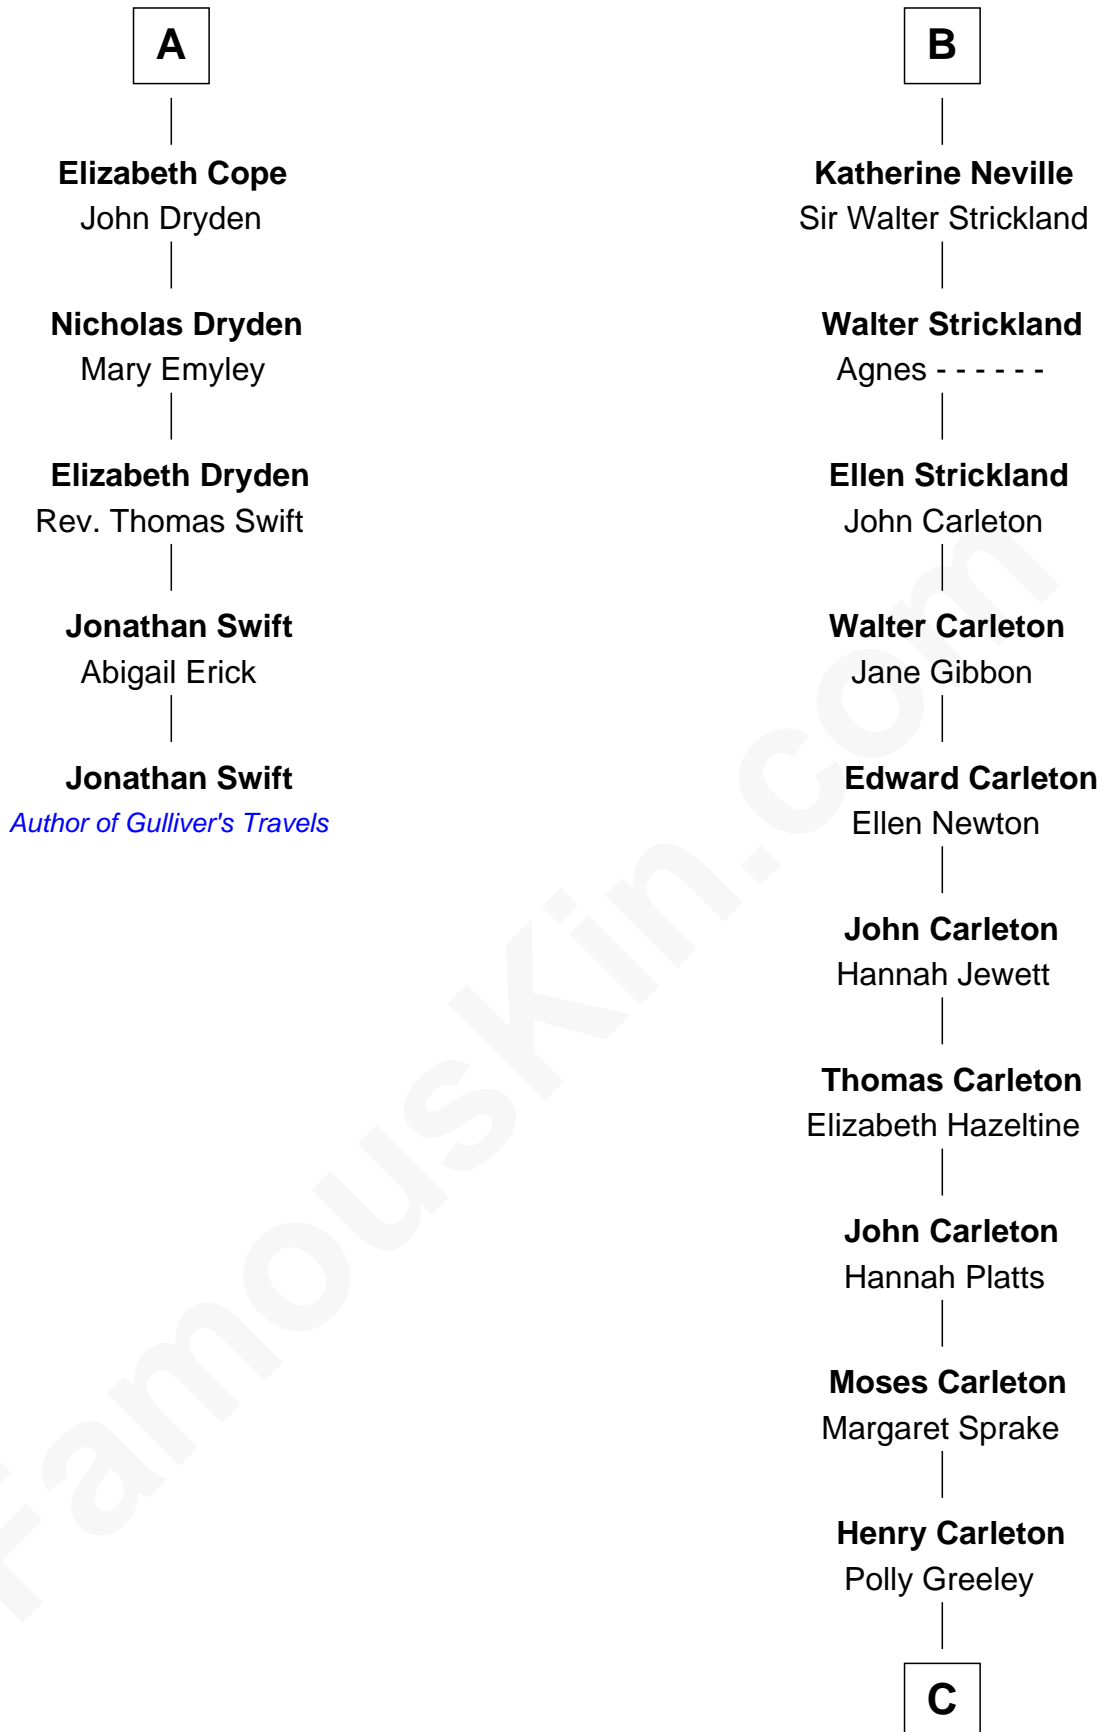 A
Elizabeth Cope
John Dryden
Nicholas Dryden
Mary Emyley
Elizabeth Dryden
Rev. Thomas Swift
Jonathan Swift
Abigail Erick
Jonathan Swift
Author of Gulliver's Travels
B
Katherine Neville
Sir Walter Strickland
Walter Strickland
Agnes - - - - - -
Ellen Strickland
John Carleton
Walter Carleton
Jane Gibbon
Edward Carleton
Ellen Newton
John Carleton
Hannah Jewett
Thomas Carleton
Elizabeth Hazeltine
John Carleton
Hannah Platts
Moses Carleton
Margaret Sprake
Henry Carleton
Polly Greeley
C
FamousKin.com